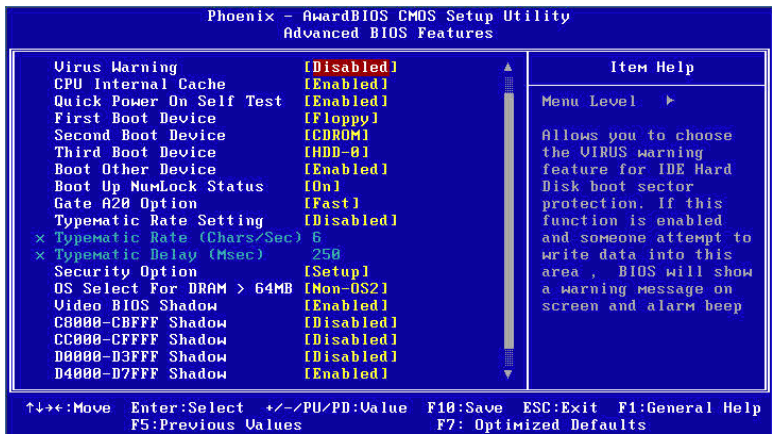 Phoenix - AwardBIOS CMOS Setup Utility
Advanced BIOS Features
Virus Warning [Disabled]
CPU Internal Cache [Enabled]
Quick Power On Self Test [Enabled]
First Boot Device [Floppy]
Second Boot Device [CDROM]
Third Boot Device [HDD-0]
Boot Other Device [Enabled]
Boot Up NumLock Status [On]
Gate A20 Option [Fast]
Typematic Rate Setting [Disabled]
x Typematic Rate (Chars/Sec) 6
x Typematic Delay (Msec) 250
Security Option [Setup]
OS Select For DRAM > 64MB [Non-OS2]
Video BIOS Shadow [Enabled]
C8000-CBFFF Shadow [Disabled]
CC000-CFFFF Shadow [Disabled]
D0000-D3FFF Shadow [Disabled]
D4000-D7FFF Shadow [Enabled]
Item Help
Menu Level ▶
Allows you to choose
the VIRUS warning
feature for IDE Hard
Disk boot sector
protection. If this
function is enabled
and someone attempt to
write data into this
area , BIOS will show
a warning message on
screen and alarm beep
↑↓→←:Move Enter:Select +/-/PU/PD:Value F10:Save ESC:Exit F1:General Help
F5:Previous Values F7: Optimized Defaults